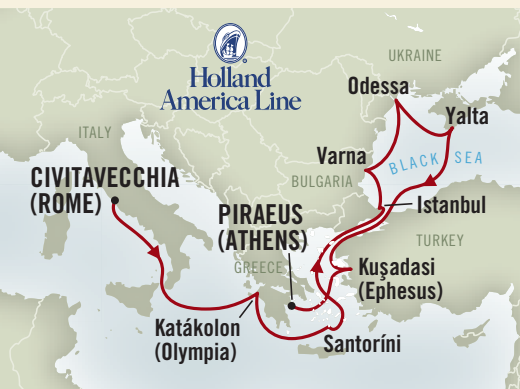 Holland
America Line
UKRAINE
Odessa
Yalta
ITALY
Varna
BLACK SEA
CIVITAVECCHIA
(ROME)
BULGARIA
PIRAEUS
(ATHENS)
Istanbul
TURKEY
GREECE
Kuşadasi
(Ephesus)
Katákolon
(Olympia)
Santoríni